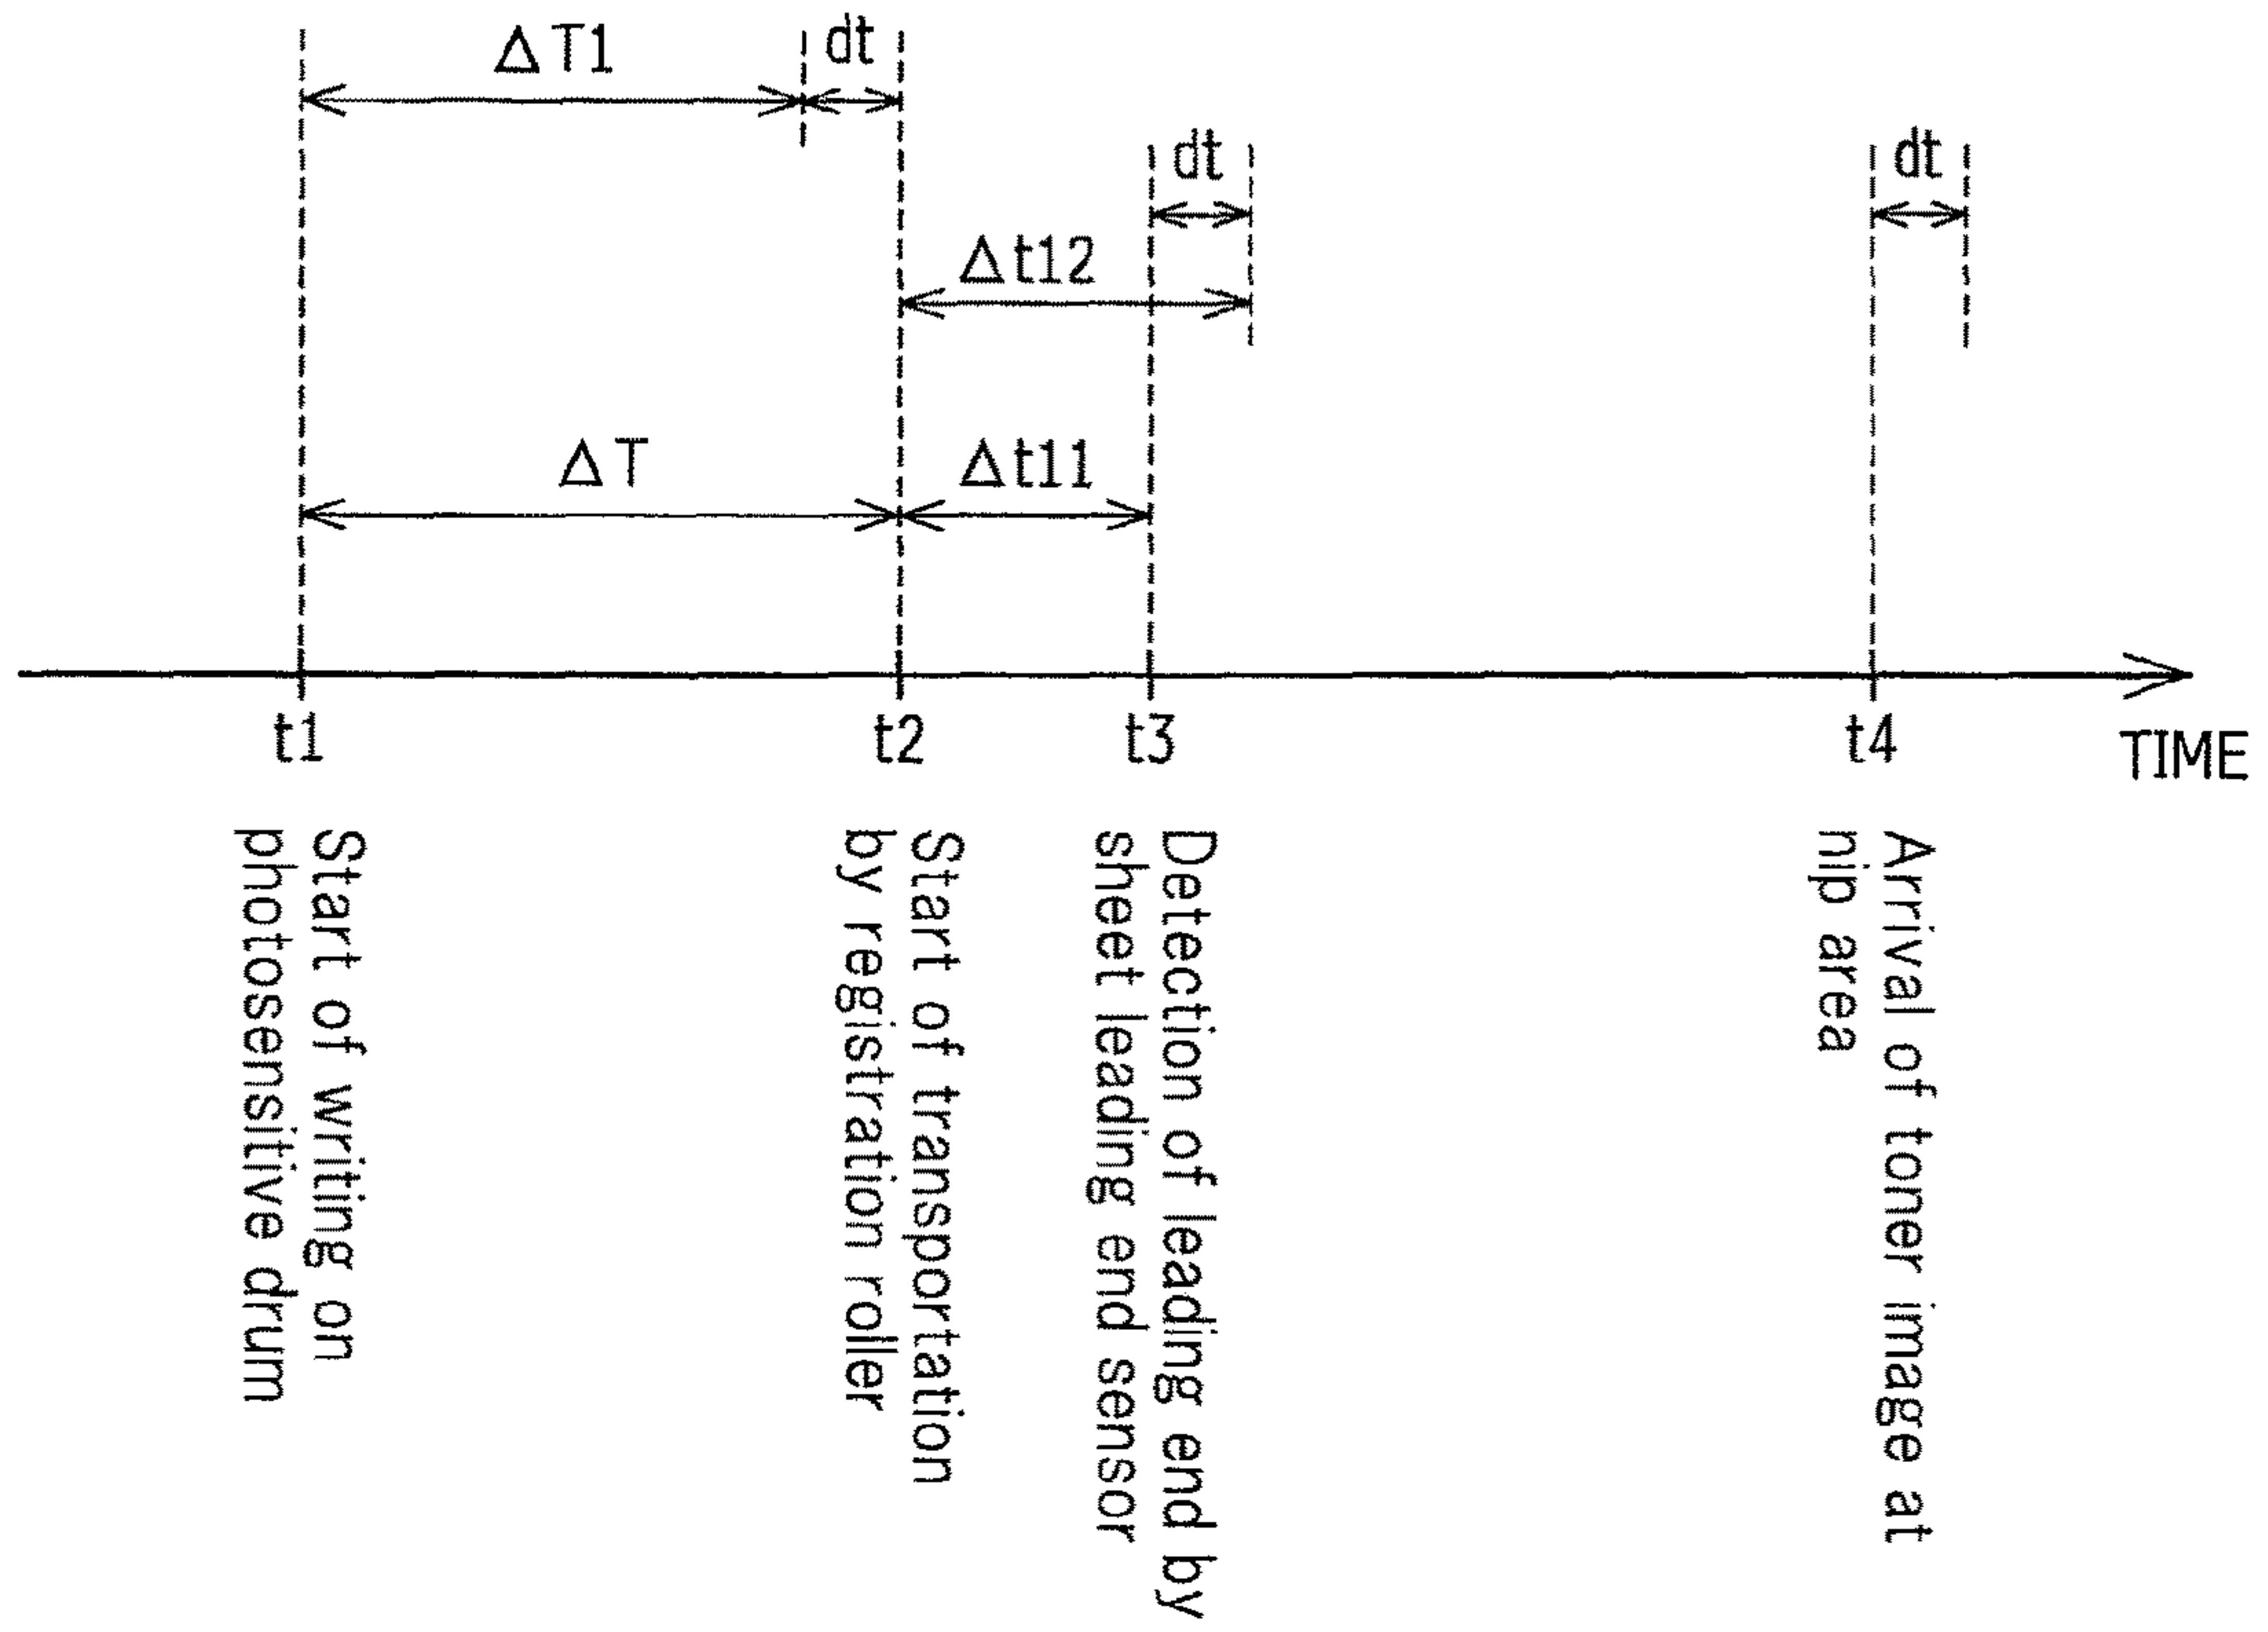 ΔT1
dt
dt
dt
Δt12
ΔT
Δt11
t1
t2
t3
t4
TIME
Start of writing on
photosensitive drum
Start of transportation
by registration roller
Detection of leading end by
sheet leading end sensor
Arrival of toner image at
nip area